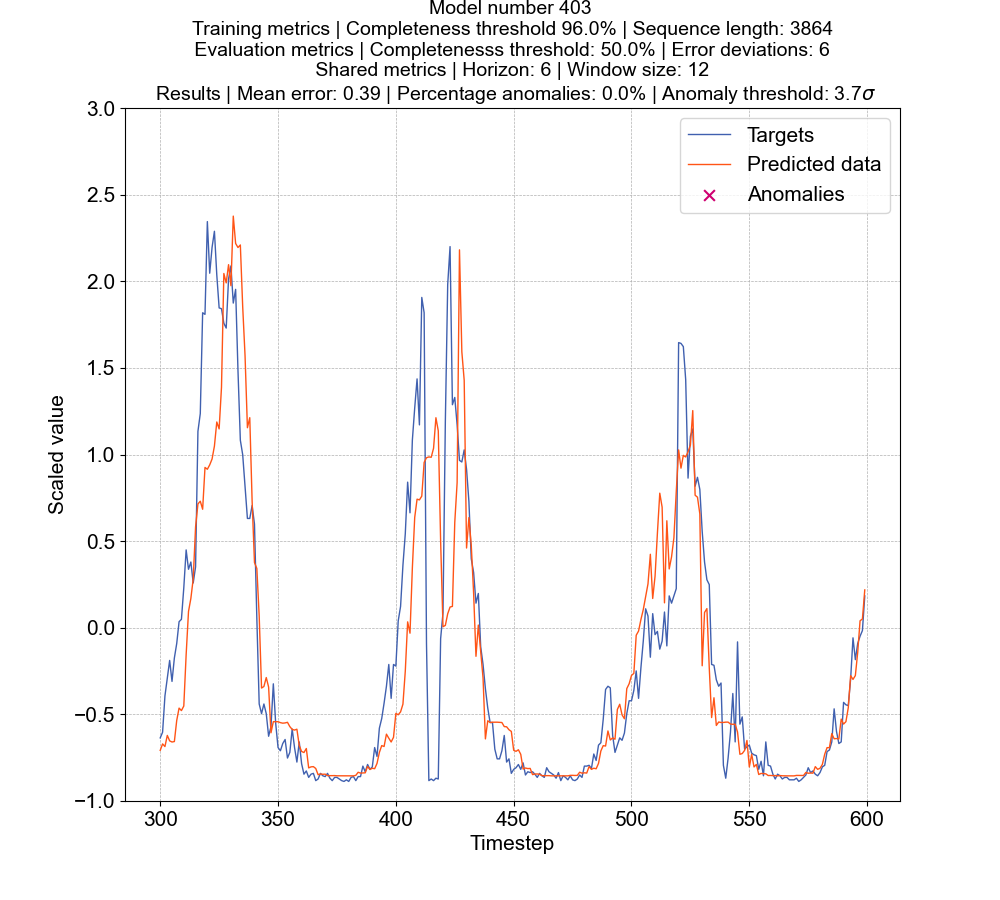 Model number 403
Training metrics | Completeness threshold 96.0% | Sequence length: 3864
Evaluation metrics | Completenesss threshold: 50.0% | Error deviations: 6
Shared metrics | Horizon: 6 | Window size: 12
Results | Mean error: 0.39 | Percentage anomalies: 0.0% | Anomaly threshold: 3.7σ
Targets
Predicted data
Anomalies
3.0
2.5
2.0
1.5
1.0
0.5
0.0
−0.5
−1.0
Scaled value
300
350
400
450
500
550
600
Timestep